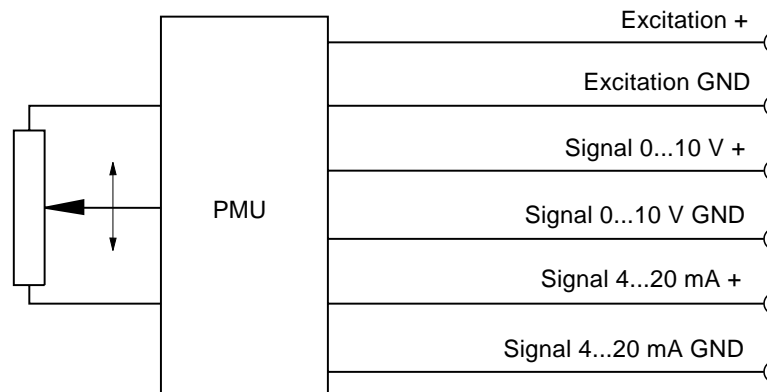 Excitation +
Excitation GND
Signal 0...10 V +
PMU
Signal 0...10 V GND
Signal 4...20 mA +
Signal 4...20 mA GND